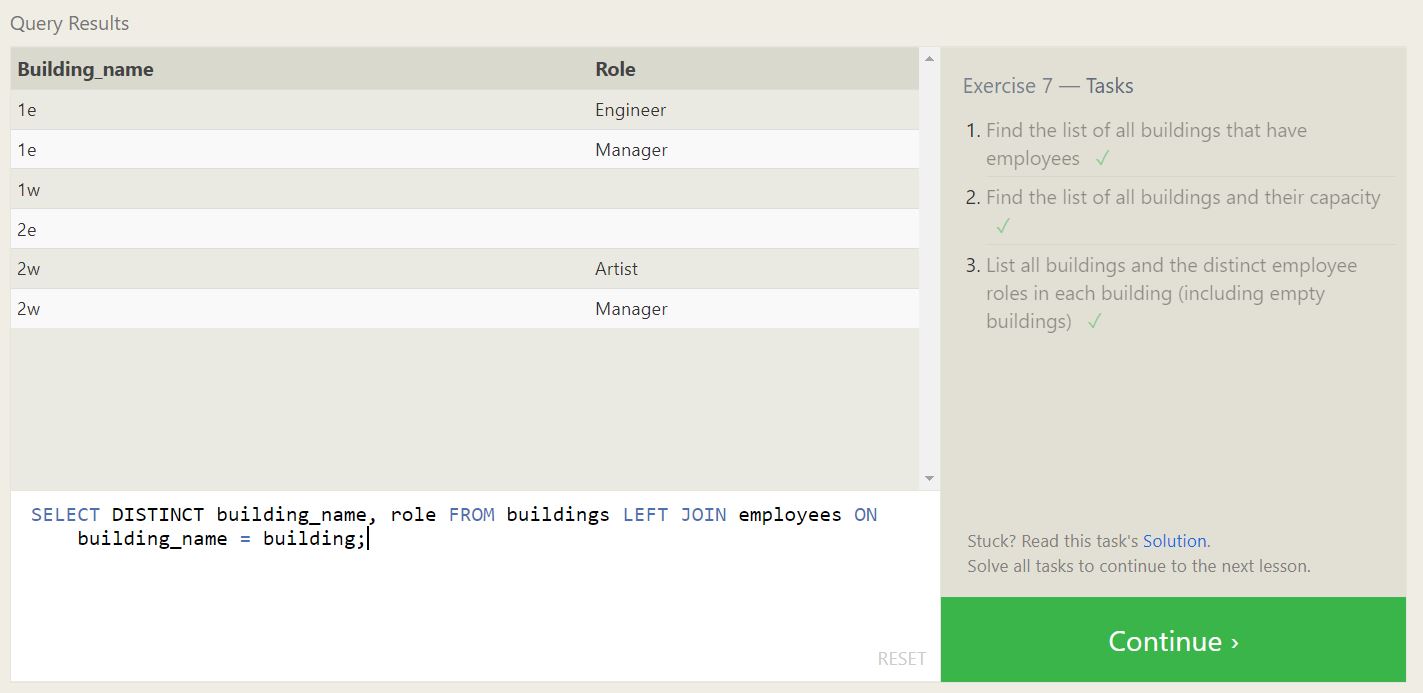 Query Results
Building_name Role
1e Engineer
1e Manager
1w
2e
2w Artist
2w Manager
SELECT DISTINCT building_name, role FROM buildings LEFT JOIN employees ON
building_name = building;
RESET
Exercise 7 — Tasks
1. Find the list of all buildings that have
employees ✓
2. Find the list of all buildings and their capacity
✓
3. List all buildings and the distinct employee
roles in each building (including empty
buildings) ✓
Stuck? Read this task's Solution.
Solve all tasks to continue to the next lesson.
Continue ›